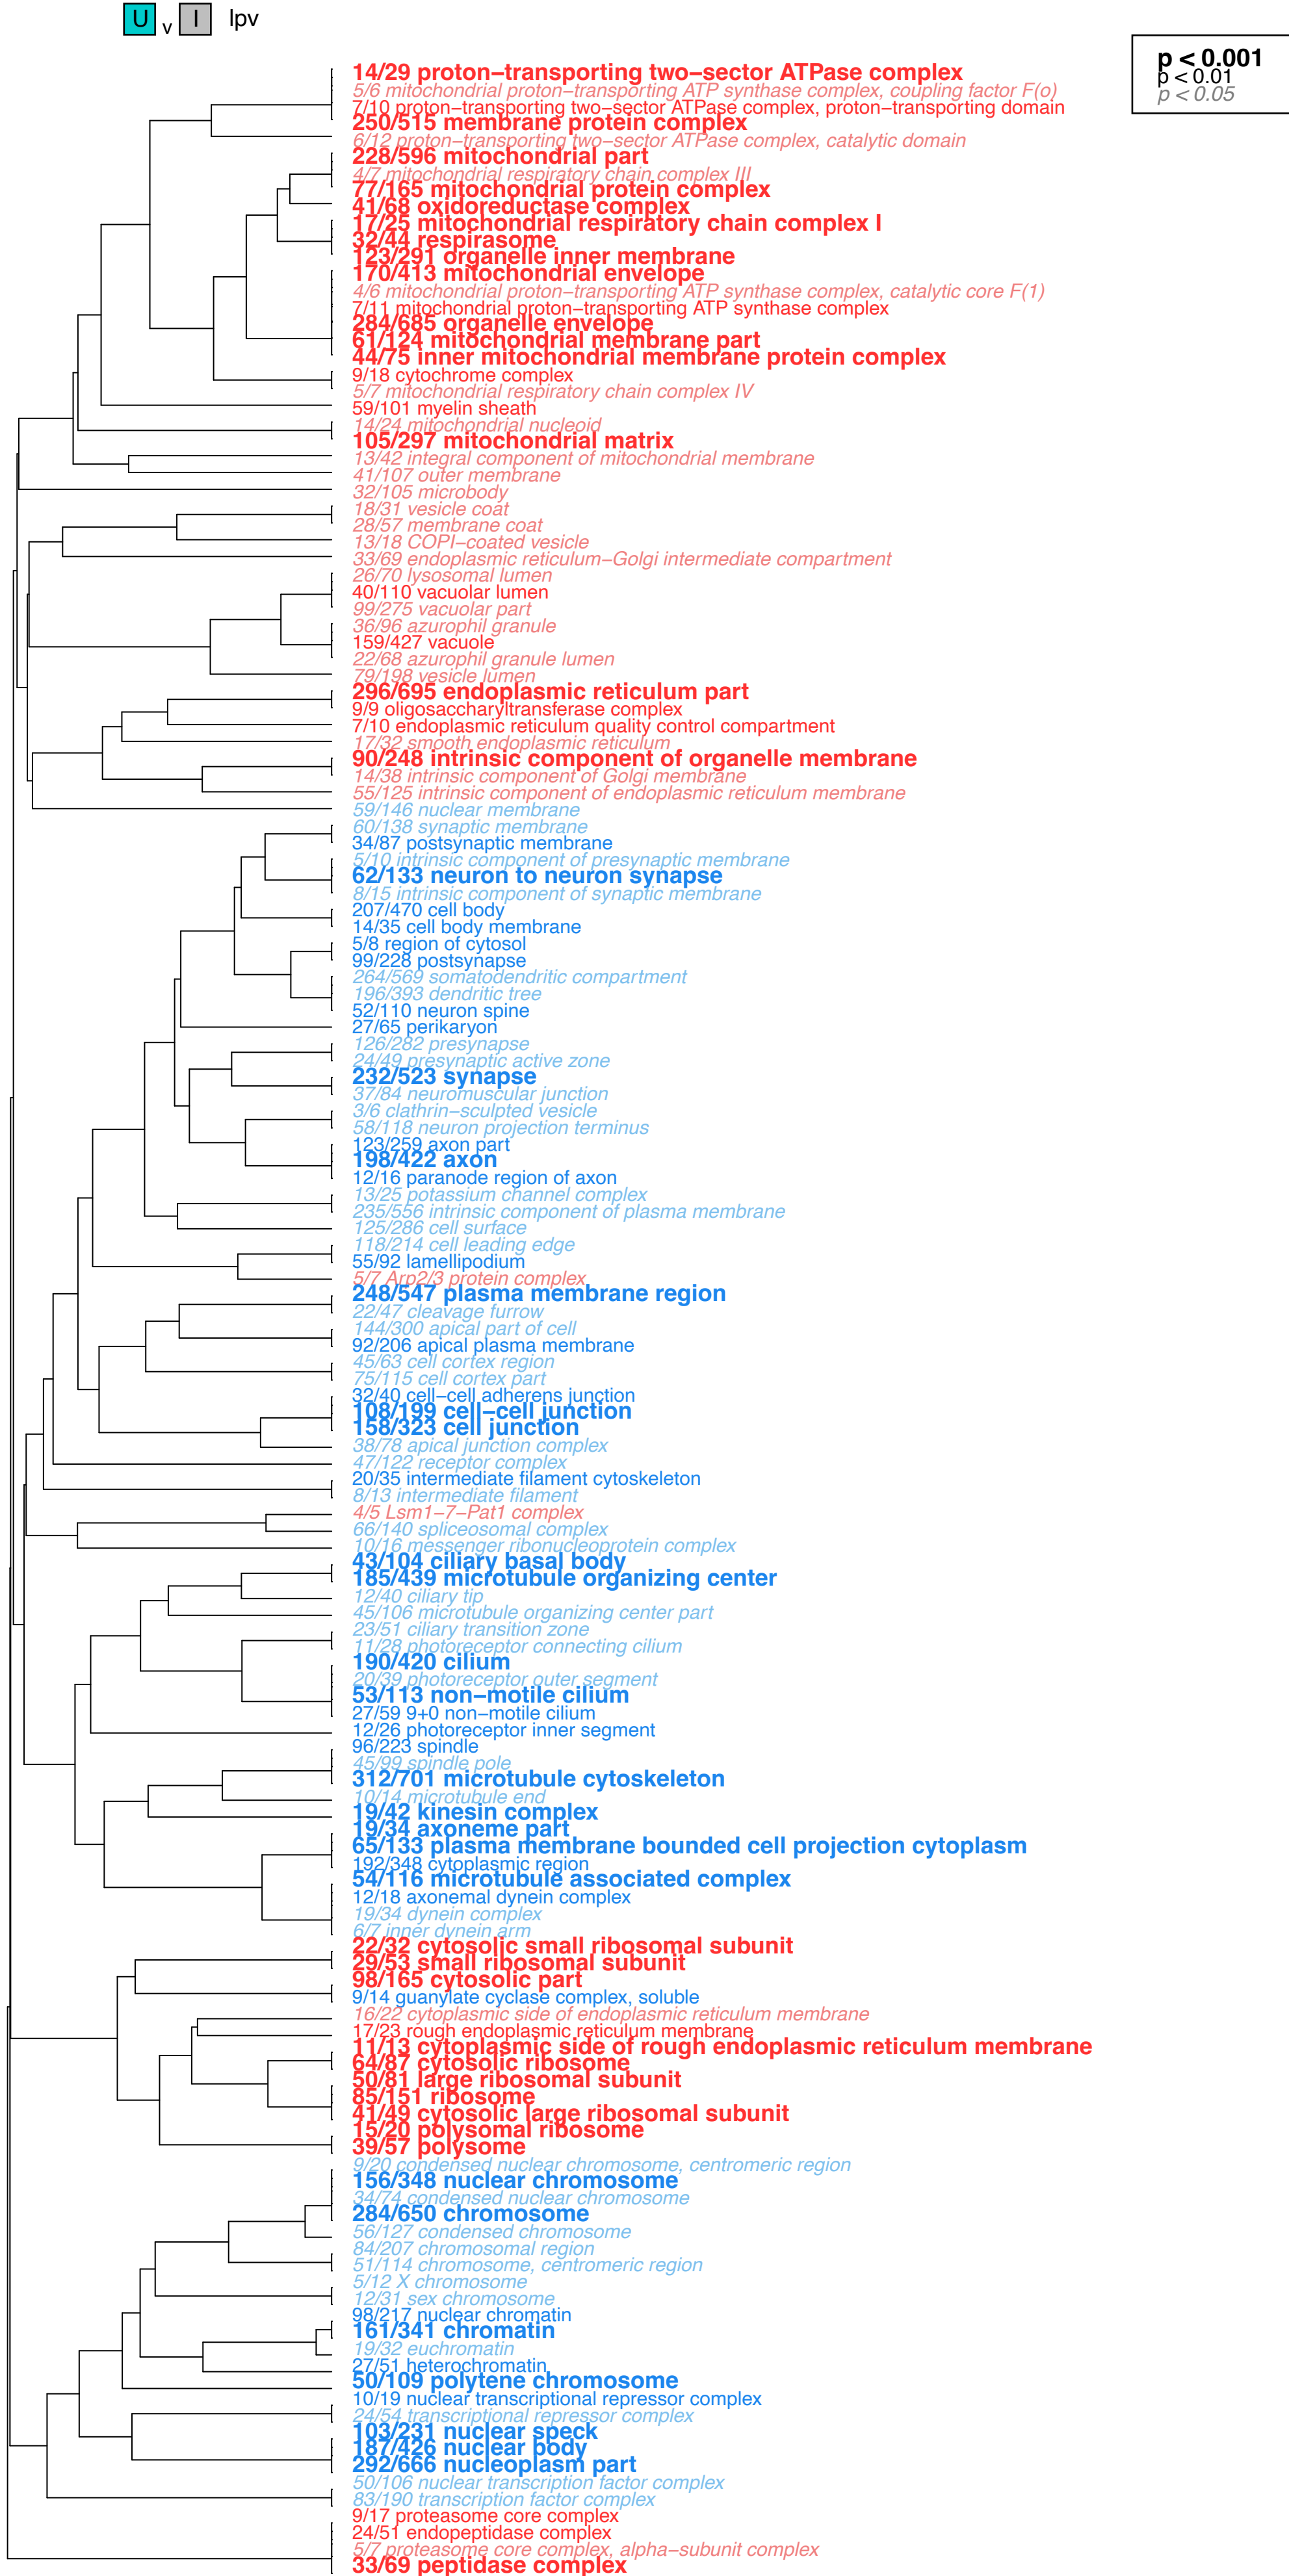 U v I lpv
p < 0.001
p < 0.01
p < 0.05
14/29 proton−transporting two−sector ATPase complex
5/6 mitochondrial proton−transporting ATP synthase complex, coupling factor F(o)
7/10 proton−transporting two−sector ATPase complex, proton−transporting domain
250/515 membrane protein complex
6/12 proton−transporting two−sector ATPase complex, catalytic domain
228/596 mitochondrial part
4/7 mitochondrial respiratory chain complex III
77/165 mitochondrial protein complex
41/68 oxidoreductase complex
17/25 mitochondrial respiratory chain complex I
32/44 respirasome
123/291 organelle inner membrane
170/413 mitochondrial envelope
4/6 mitochondrial proton−transporting ATP synthase complex, catalytic core F(1)
7/11 mitochondrial proton−transporting ATP synthase complex
284/685 organelle envelope
61/124 mitochondrial membrane part
44/75 inner mitochondrial membrane protein complex
9/18 cytochrome complex
5/7 mitochondrial respiratory chain complex IV
59/101 myelin sheath
14/24 mitochondrial nucleoid
105/297 mitochondrial matrix
13/42 integral component of mitochondrial membrane
41/107 outer membrane
32/105 microbody
18/31 vesicle coat
28/57 membrane coat
13/18 COPI−coated vesicle
33/69 endoplasmic reticulum−Golgi intermediate compartment
26/70 lysosomal lumen
40/110 vacuolar lumen
99/275 vacuolar part
36/96 azurophil granule
159/427 vacuole
22/68 azurophil granule lumen
79/198 vesicle lumen
296/695 endoplasmic reticulum part
9/9 oligosaccharyltransferase complex
7/10 endoplasmic reticulum quality control compartment
17/32 smooth endoplasmic reticulum
90/248 intrinsic component of organelle membrane
14/38 intrinsic component of Golgi membrane
55/125 intrinsic component of endoplasmic reticulum membrane
59/146 nuclear membrane
60/138 synaptic membrane
34/87 postsynaptic membrane
5/10 intrinsic component of presynaptic membrane
62/133 neuron to neuron synapse
8/15 intrinsic component of synaptic membrane
207/470 cell body
14/35 cell body membrane
5/8 region of cytosol
99/228 postsynapse
264/569 somatodendritic compartment
196/393 dendritic tree
52/110 neuron spine
27/65 perikaryon
126/282 presynapse
24/49 presynaptic active zone
232/523 synapse
37/84 neuromuscular junction
3/6 clathrin−sculpted vesicle
58/118 neuron projection terminus
123/259 axon part
198/422 axon
12/16 paranode region of axon
13/25 potassium channel complex
235/556 intrinsic component of plasma membrane
125/286 cell surface
118/214 cell leading edge
55/92 lamellipodium
5/7 Arp2/3 protein complex
248/547 plasma membrane region
22/47 cleavage furrow
144/300 apical part of cell
92/206 apical plasma membrane
45/63 cell cortex region
75/115 cell cortex part
32/40 cell−cell adherens junction
108/199 cell−cell junction
158/323 cell junction
38/78 apical junction complex
47/122 receptor complex
20/35 intermediate filament cytoskeleton
8/13 intermediate filament
4/5 Lsm1−7−Pat1 complex
66/140 spliceosomal complex
10/16 messenger ribonucleoprotein complex
43/104 ciliary basal body
185/439 microtubule organizing center
12/40 ciliary tip
45/106 microtubule organizing center part
23/51 ciliary transition zone
11/28 photoreceptor connecting cilium
190/420 cilium
20/39 photoreceptor outer segment
53/113 non−motile cilium
27/59 9+0 non−motile cilium
12/26 photoreceptor inner segment
96/223 spindle
45/99 spindle pole
312/701 microtubule cytoskeleton
10/14 microtubule end
19/42 kinesin complex
19/34 axoneme part
65/133 plasma membrane bounded cell projection cytoplasm
192/348 cytoplasmic region
54/116 microtubule associated complex
12/18 axonemal dynein complex
19/34 dynein complex
6/7 inner dynein arm
22/32 cytosolic small ribosomal subunit
29/53 small ribosomal subunit
98/165 cytosolic part
9/14 guanylate cyclase complex, soluble
16/22 cytoplasmic side of endoplasmic reticulum membrane
17/23 rough endoplasmic reticulum membrane
11/13 cytoplasmic side of rough endoplasmic reticulum membrane
64/87 cytosolic ribosome
50/81 large ribosomal subunit
85/151 ribosome
41/49 cytosolic large ribosomal subunit
15/20 polysomal ribosome
39/57 polysome
9/20 condensed nuclear chromosome, centromeric region
156/348 nuclear chromosome
34/74 condensed nuclear chromosome
284/650 chromosome
56/127 condensed chromosome
84/207 chromosomal region
51/114 chromosome, centromeric region
5/12 X chromosome
12/31 sex chromosome
98/217 nuclear chromatin
161/341 chromatin
19/32 euchromatin
27/51 heterochromatin
50/109 polytene chromosome
10/19 nuclear transcriptional repressor complex
24/54 transcriptional repressor complex
103/231 nuclear speck
187/426 nuclear body
292/666 nucleoplasm part
50/106 nuclear transcription factor complex
83/190 transcription factor complex
9/17 proteasome core complex
24/51 endopeptidase complex
5/7 proteasome core complex, alpha−subunit complex
33/69 peptidase complex